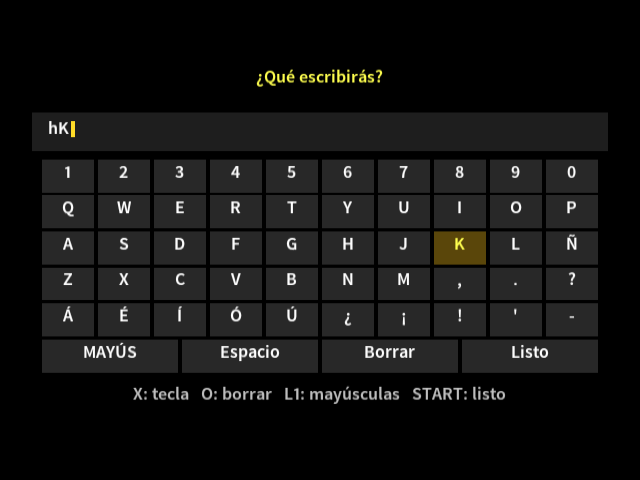 ¿Qué escribirás?
hK
1 2 3 4 5 6 7 8 9 0
Q W E R T Y U I O P
A S D F G H J K L Ñ
Z X C V B N M , . ?
Á É Í Ó Ú ¿ ¡ ! ' -
MAYÚS Espacio Borrar Listo
X: tecla O: borrar L1: mayúsculas START: listo